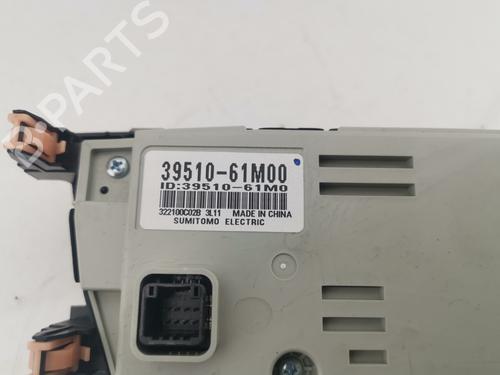 39510-61M00
ID:39510-61M0
322100C02B 3L11 MADE IN CHINA
SUMITOMO ELECTRIC
B-PARTS